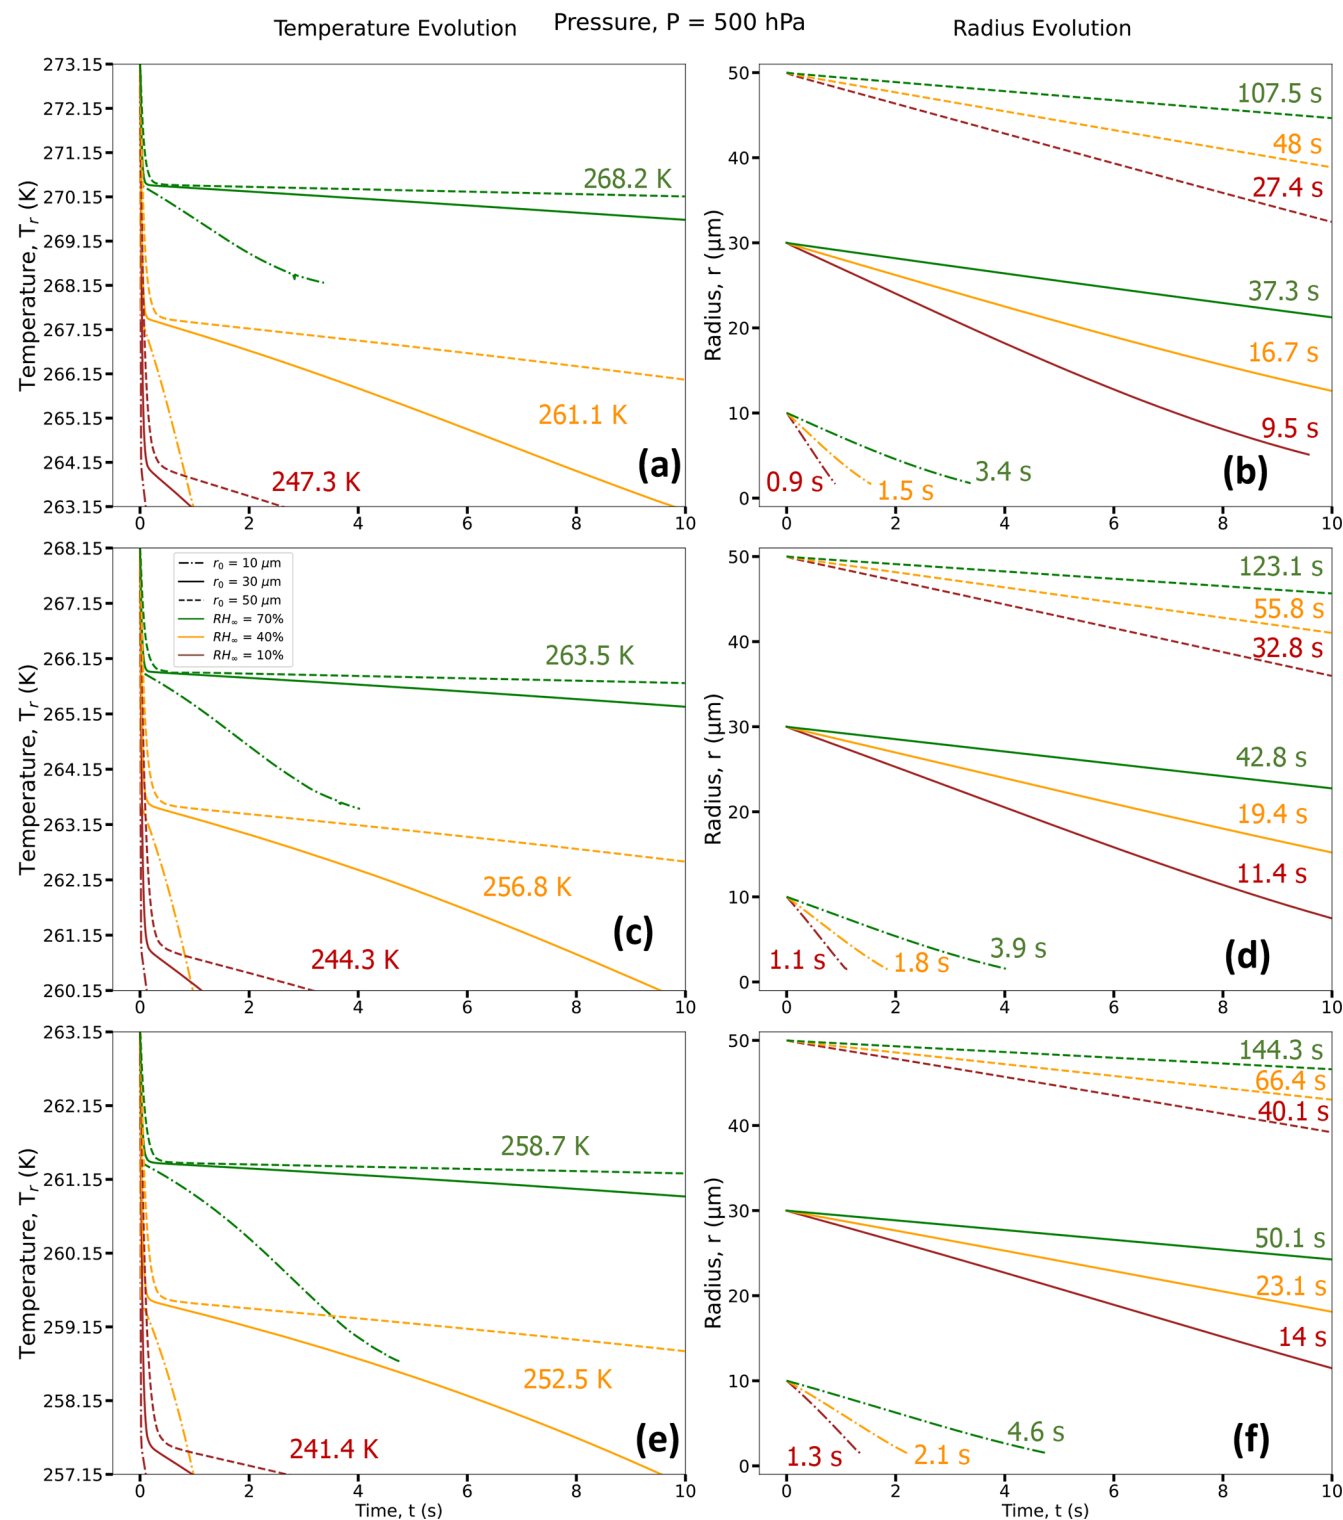 Temperature Evolution
Pressure, P = 500 hPa
Radius Evolution
273.15
272.15
271.15
270.15
269.15
268.15
267.15
266.15
265.15
264.15
263.15
Temperature, Tr (K)
268.2 K
261.1 K
247.3 K
(a)
0 2 4 6 8 10
50
40
30
20
10
0
Radius, r (μm)
107.5 s
48 s
27.4 s
37.3 s
16.7 s
9.5 s
0.9 s
1.5 s
3.4 s
(b)
0 2 4 6 8 10
268.15
267.15
266.15
265.15
264.15
263.15
262.15
261.15
260.15
Temperature, Tr (K)
r0 = 10 μm
r0 = 30 μm
r0 = 50 μm
RH∞ = 70%
RH∞ = 40%
RH∞ = 10%
263.5 K
256.8 K
244.3 K
(c)
0 2 4 6 8 10
50
40
30
20
10
0
Radius, r (μm)
123.1 s
55.8 s
32.8 s
42.8 s
19.4 s
11.4 s
1.1 s
1.8 s
3.9 s
(d)
0 2 4 6 8 10
263.15
262.15
261.15
260.15
259.15
258.15
257.15
Temperature, Tr (K)
258.7 K
252.5 K
241.4 K
(e)
0 2 4 6 8 10
Time, t (s)
50
40
30
20
10
0
Radius, r (μm)
144.3 s
66.4 s
40.1 s
50.1 s
23.1 s
14 s
1.3 s
2.1 s
4.6 s
(f)
0 2 4 6 8 10
Time, t (s)